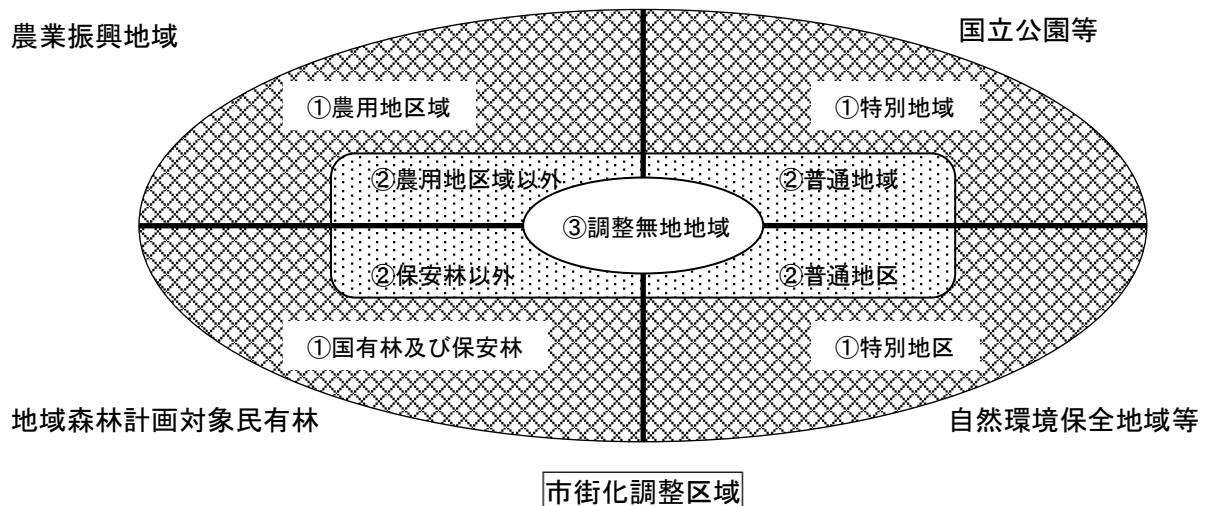 農業振興地域
国立公園等
①農用地区域
①特別地域
②農用地区域以外
②普通地域
③調整無地地域
②保安林以外
②普通地区
①国有林及び保安林
①特別地区
地域森林計画対象民有林
自然環境保全地域等
市街化調整区域